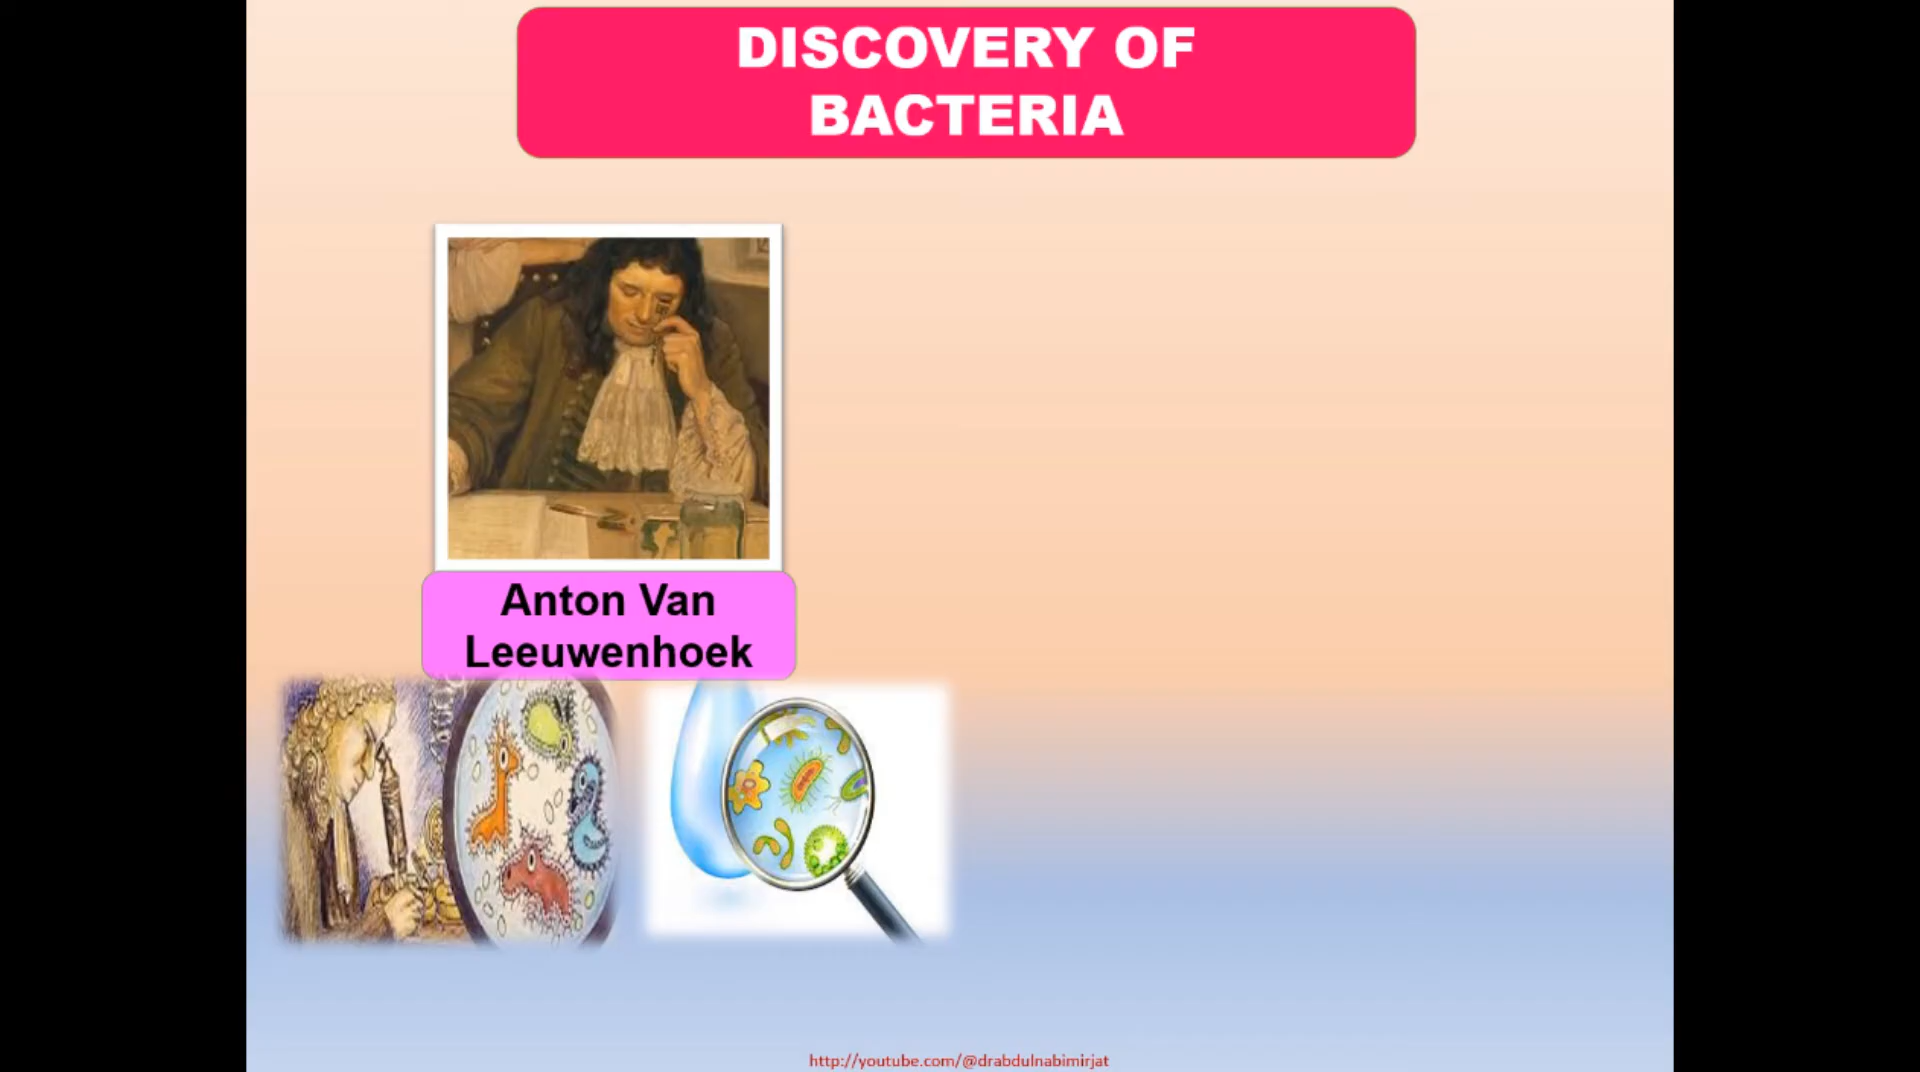 DISCOVERY OF
BACTERIA
Anton Van
Leeuwenhoek
http://youtube.com/@drabdulnabimirjat